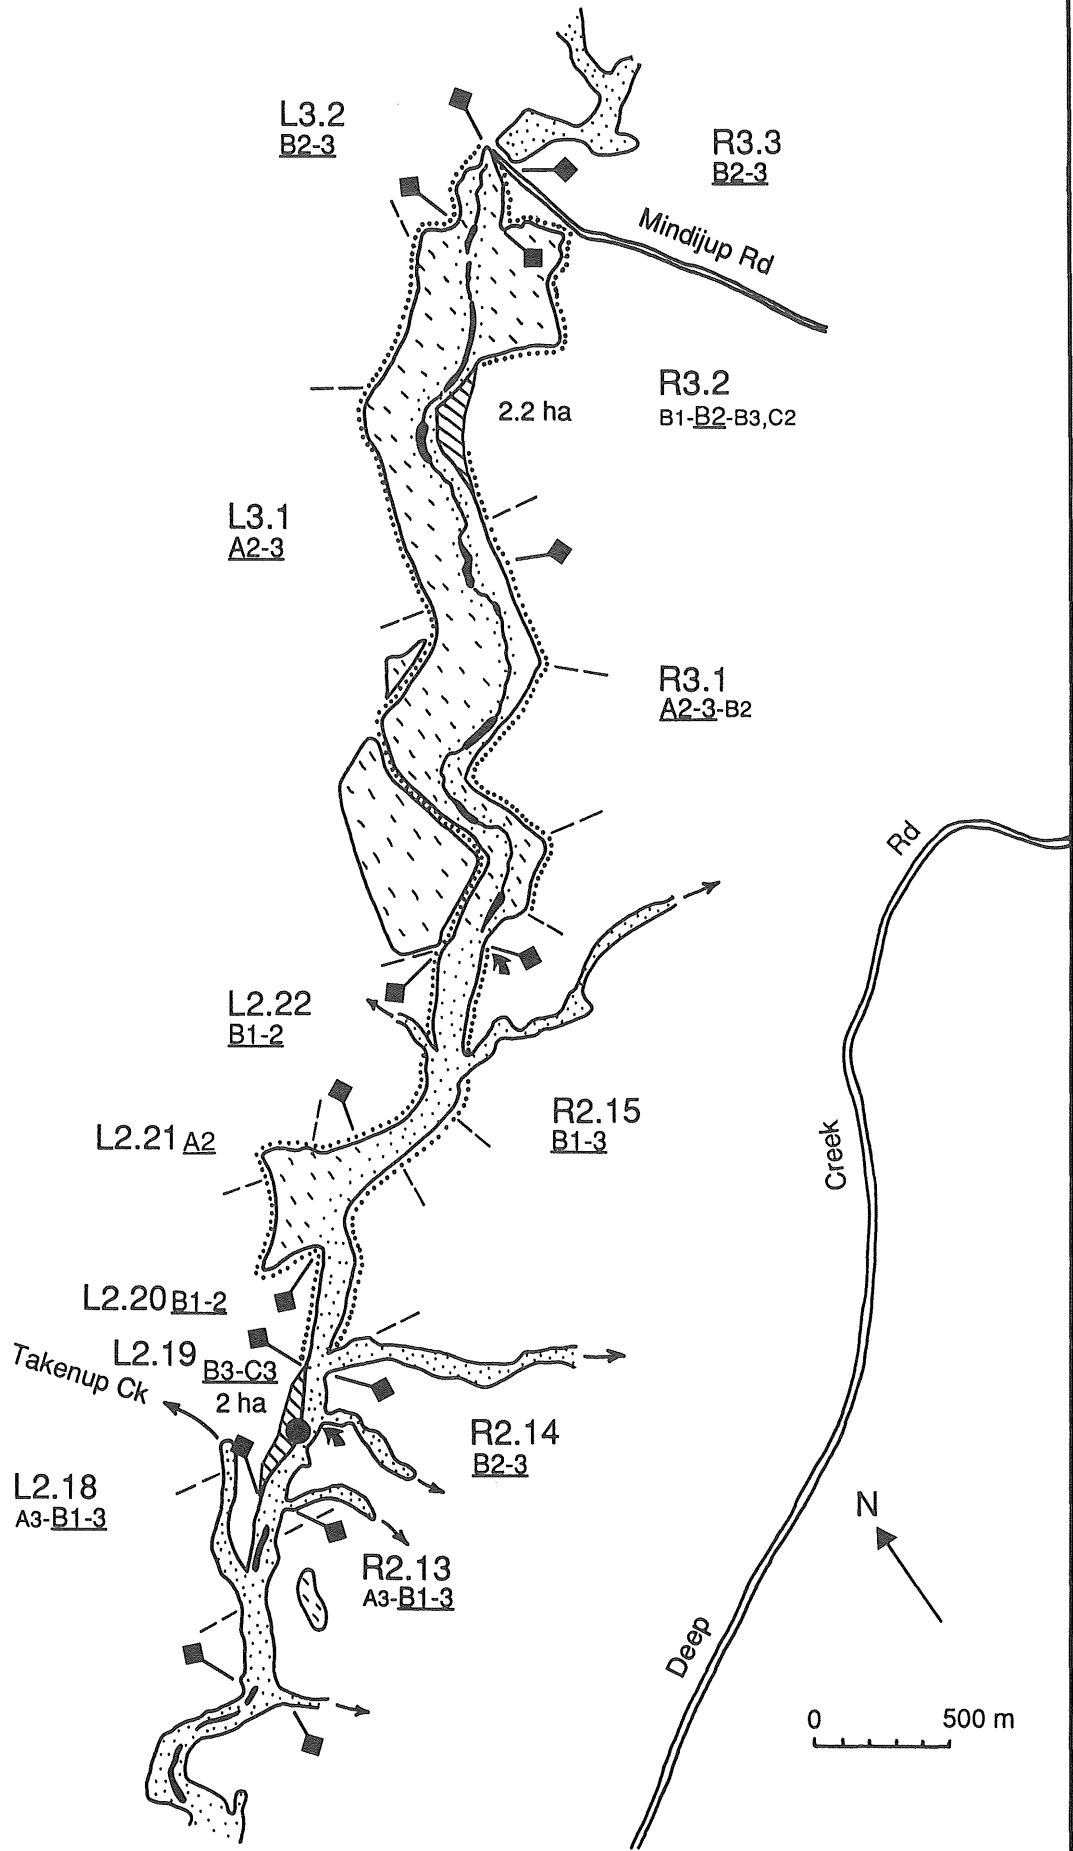 L3.2
B2-3
R3.3
B2-3
Mindijup Rd
R3.2
B1-B2-B3,C2
2.2 ha
L3.1
A2-3
R3.1
A2-3-B2
Rd
L2.22
B1-2
R2.15
B1-3
L2.21 A2
Creek
L2.20 B1-2
L2.19 B3-C3
2 ha
Takenup Ck
R2.14
B2-3
L2.18
A3-B1-3
N
R2.13
A3-B1-3
Deep
0 500 m